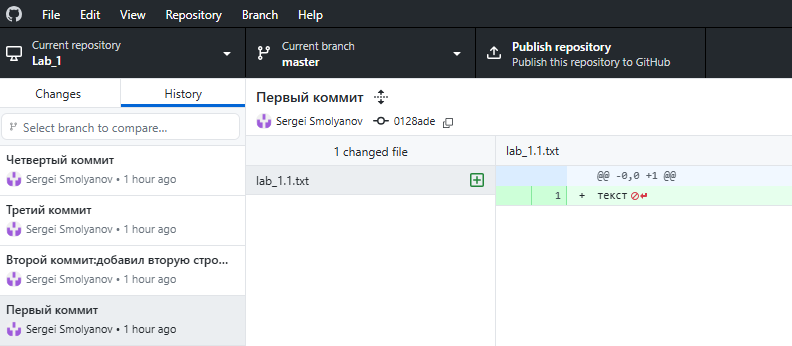 File Edit View Repository Branch Help
Current repository
Lab_1
Current branch
master
Publish repository
Publish this repository to GitHub
Changes
History
Select branch to compare...
Четвертый коммит
Sergei Smolyanov • 1 hour ago
Третий коммит
Sergei Smolyanov • 1 hour ago
Второй коммит:добавил вторую стро...
Sergei Smolyanov • 1 hour ago
Первый коммит
Sergei Smolyanov • 1 hour ago
Первый коммит
Sergei Smolyanov 0128ade
1 changed file
lab_1.1.txt
lab_1.1.txt
@@ -0,0 +1 @@
1 + текст